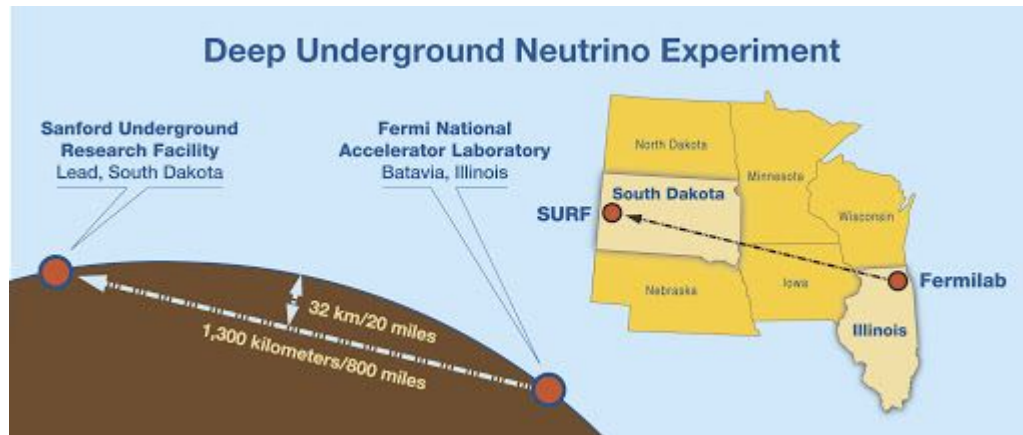 Deep Underground Neutrino Experiment
Sanford Underground
Research Facility
Lead, South Dakota
Fermi National
Accelerator Laboratory
Batavia, Illinois
32 km/20 miles
1,300 kilometers/800 miles
North Dakota
Minnesota
South Dakota
SURF
Wisconsin
Nebraska
Iowa
Fermilab
Illinois